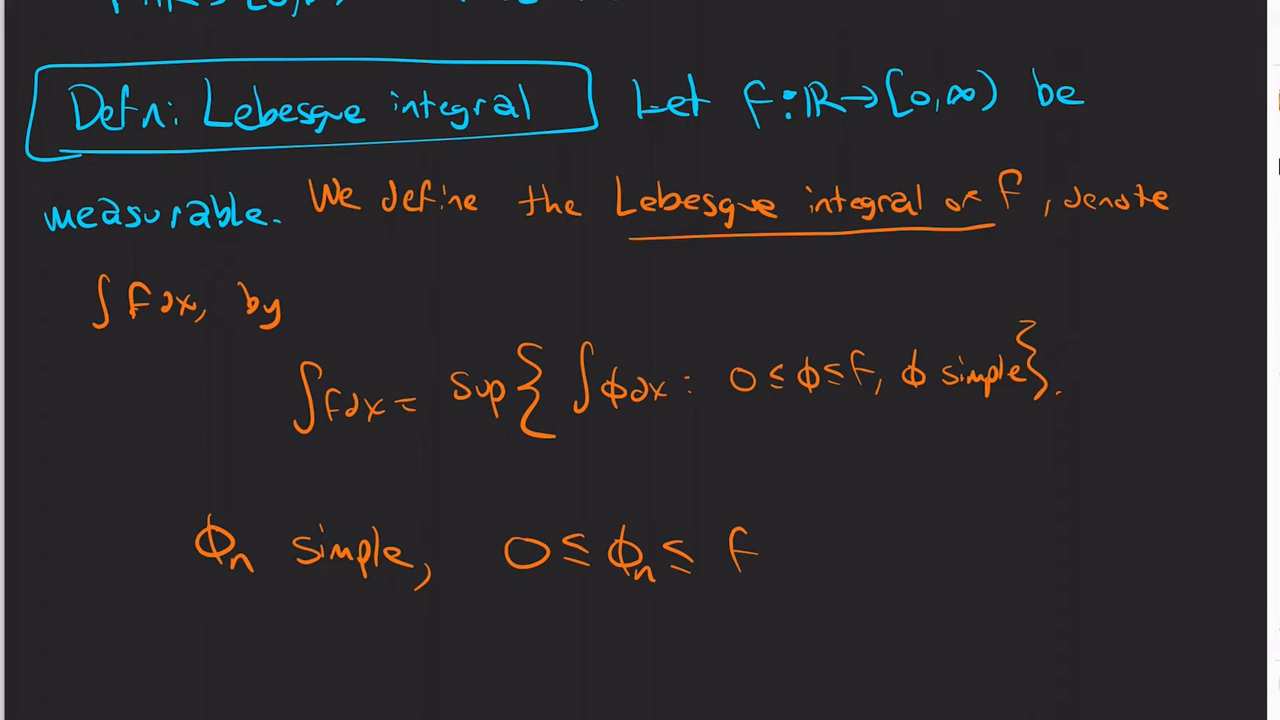 Defn: Lebesgue integral Let f: ℝ→[0,∞) be
measurable. We define the Lebesgue integral of f, denote
∫f dx, by
∫f dx = sup{ ∫ϕ dx : 0 ≤ ϕ ≤ f, ϕ simple}.
ϕₙ simple, 0 ≤ ϕₙ ≤ f